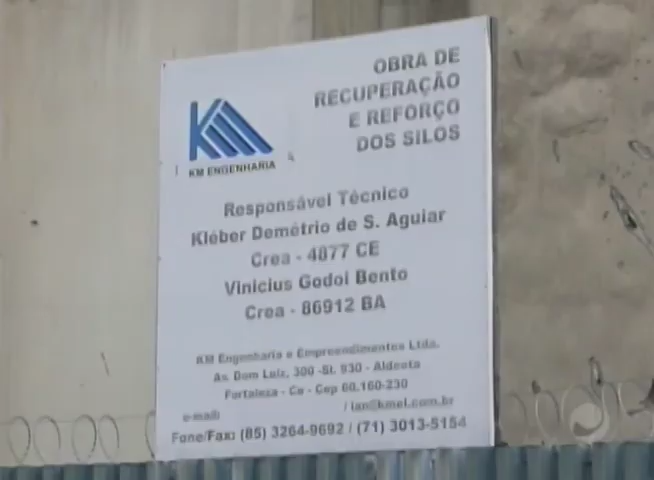 OBRA DE
RECUPERAÇÃO
E REFORÇO
DOS SILOS
KM
KM ENGENHARIA
Responsável Técnico
Kléber Demétrio de S. Aguiar
Crea - 4877 CE
Vinicius Godoi Bento
Crea - 86912 BA
KM Engenharia e Empreendimentos Ltda.
Av. Dom Luiz, 300 -Sl. 930 - Aldeota
Fortaleza - Ce - Cep 60.160-230
e-mail: / ian@kmel.com.br
Fone/Fax: (85) 3264-9692 / (71) 3013-5154